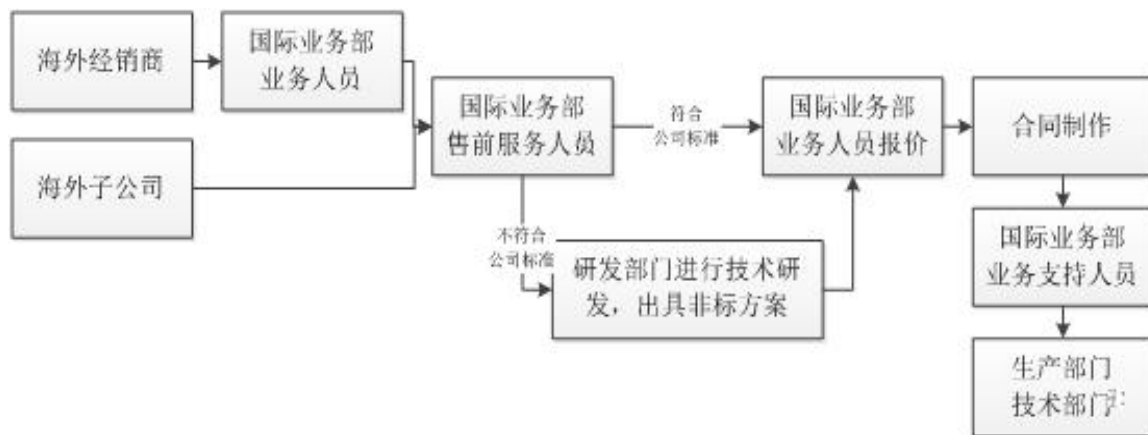 海外经销商
国际业务部
业务人员
海外子公司
国际业务部
售前服务人员
符合
公司标准
国际业务部
业务人员报价
合同制作
不符合
公司标准
研发部门进行技术研
发，出具非标方案
国际业务部
业务支持人员
生产部门
技术部门